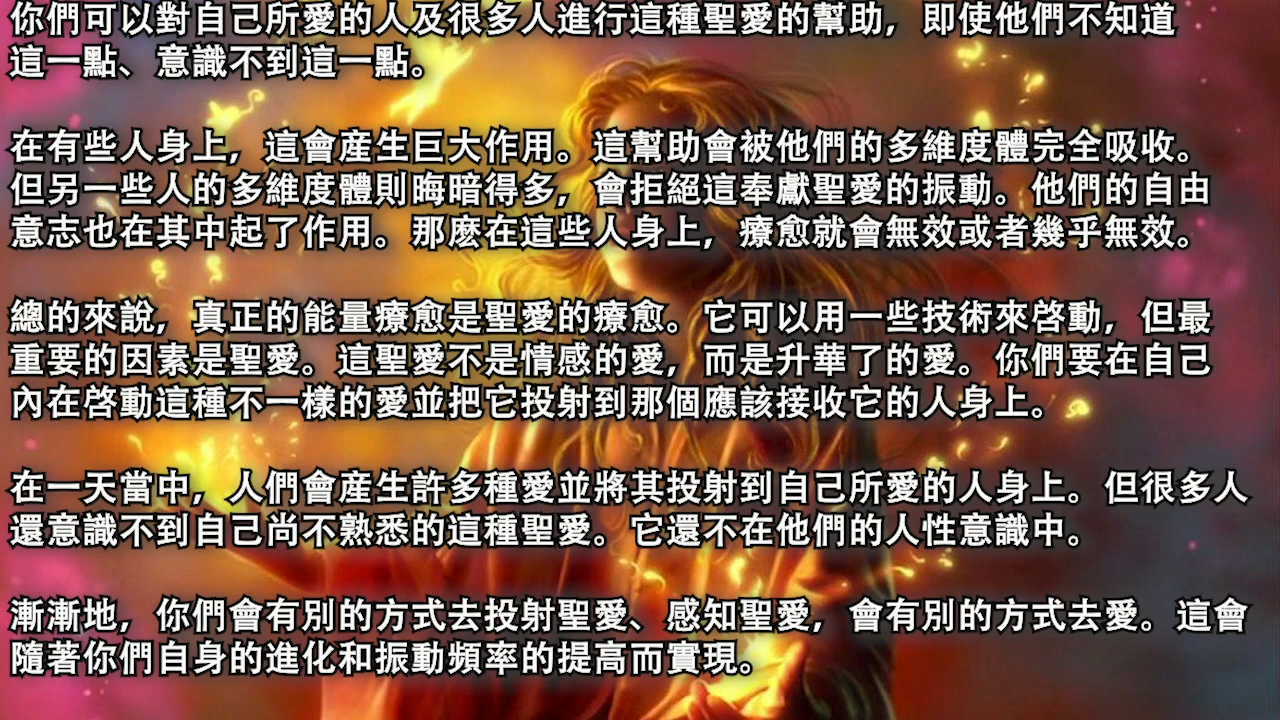 你們可以對自己所愛的人及很多人進行這種聖愛的幫助，即使他們不知道
這一點、意識不到這一點。
在有些人身上，這會産生巨大作用。這幫助會被他們的多維度體完全吸收。
但另一些人的多維度體則晦暗得多，會拒絕這奉獻聖愛的振動。他們的自由
意志也在其中起了作用。那麽在這些人身上，療愈就會無效或者幾乎無效。
總的來說，真正的能量療愈是聖愛的療愈。它可以用一些技術來啓動，但最
重要的因素是聖愛。這聖愛不是情感的愛，而是升華了的愛。你們要在自己
內在啓動這種不一樣的愛並把它投射到那個應該接收它的人身上。
在一天當中，人們會産生許多種愛並將其投射到自己所愛的人身上。但很多人
還意識不到自己尚不熟悉的這種聖愛。它還不在他們的人性意識中。
漸漸地，你們會有別的方式去投射聖愛、感知聖愛，會有別的方式去愛。這會
隨著你們自身的進化和振動頻率的提高而實現。